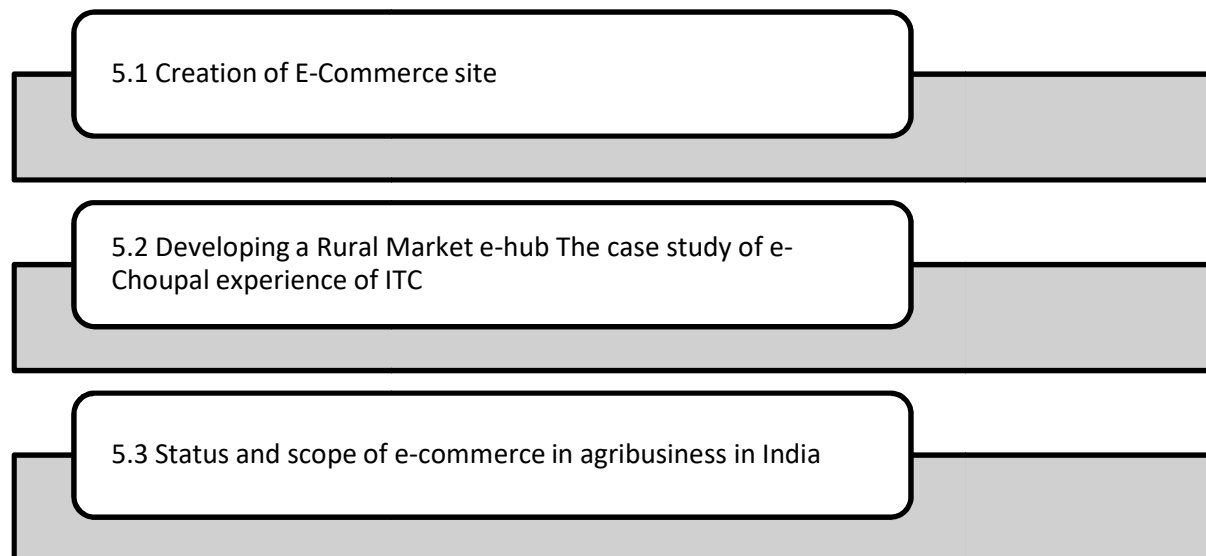 5.1 Creation of E-Commerce site
5.2 Developing a Rural Market e-hub The case study of e-
Choupal experience of ITC
5.3 Status and scope of e-commerce in agribusiness in India